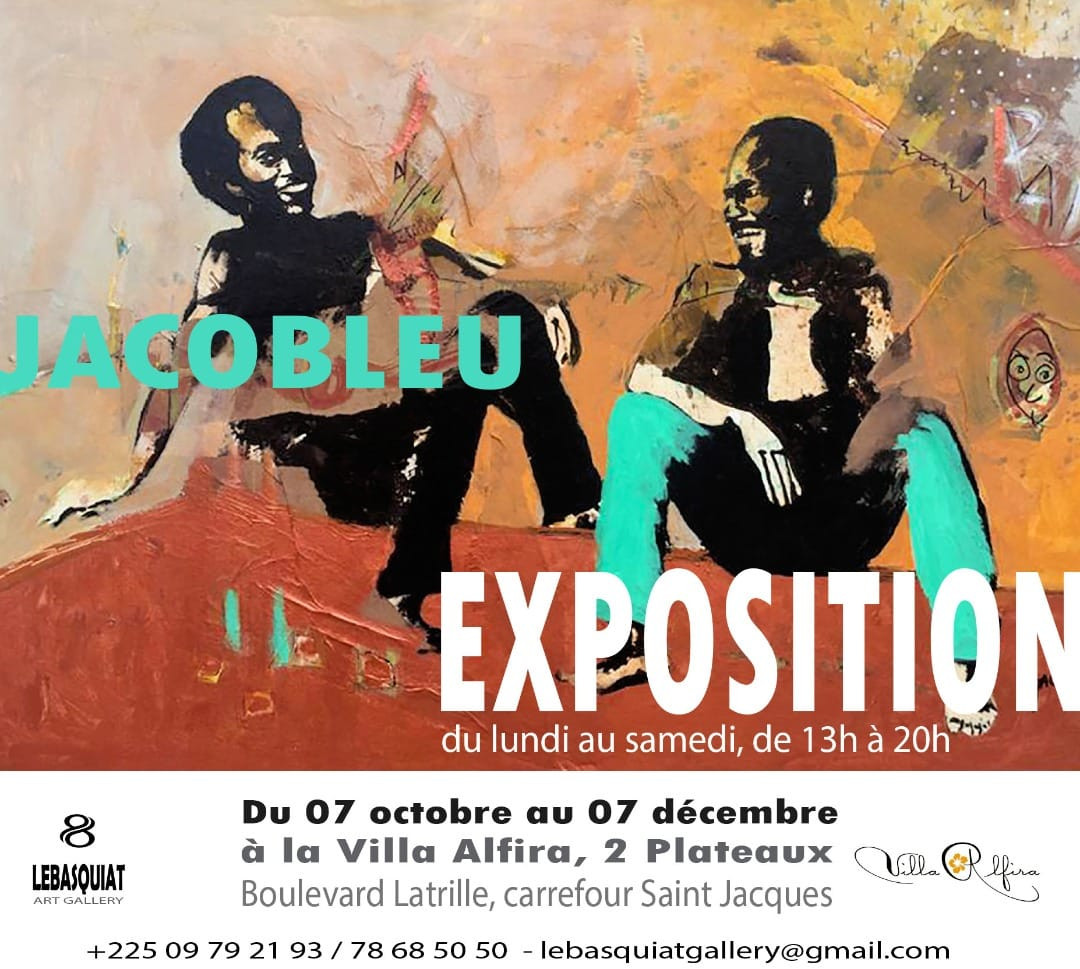 JACOBLEU
EXPOSITION
du lundi au samedi, de 13h à 20h
Du 07 octobre au 07 décembre
à la Villa Alfira, 2 Plateaux
Boulevard Latrille, carrefour Saint Jacques
LEBASQUIAT
ART GALLERY
Villa Alfira
+225 09 79 21 93 / 78 68 50 50 - lebasquiatgallery@gmail.com